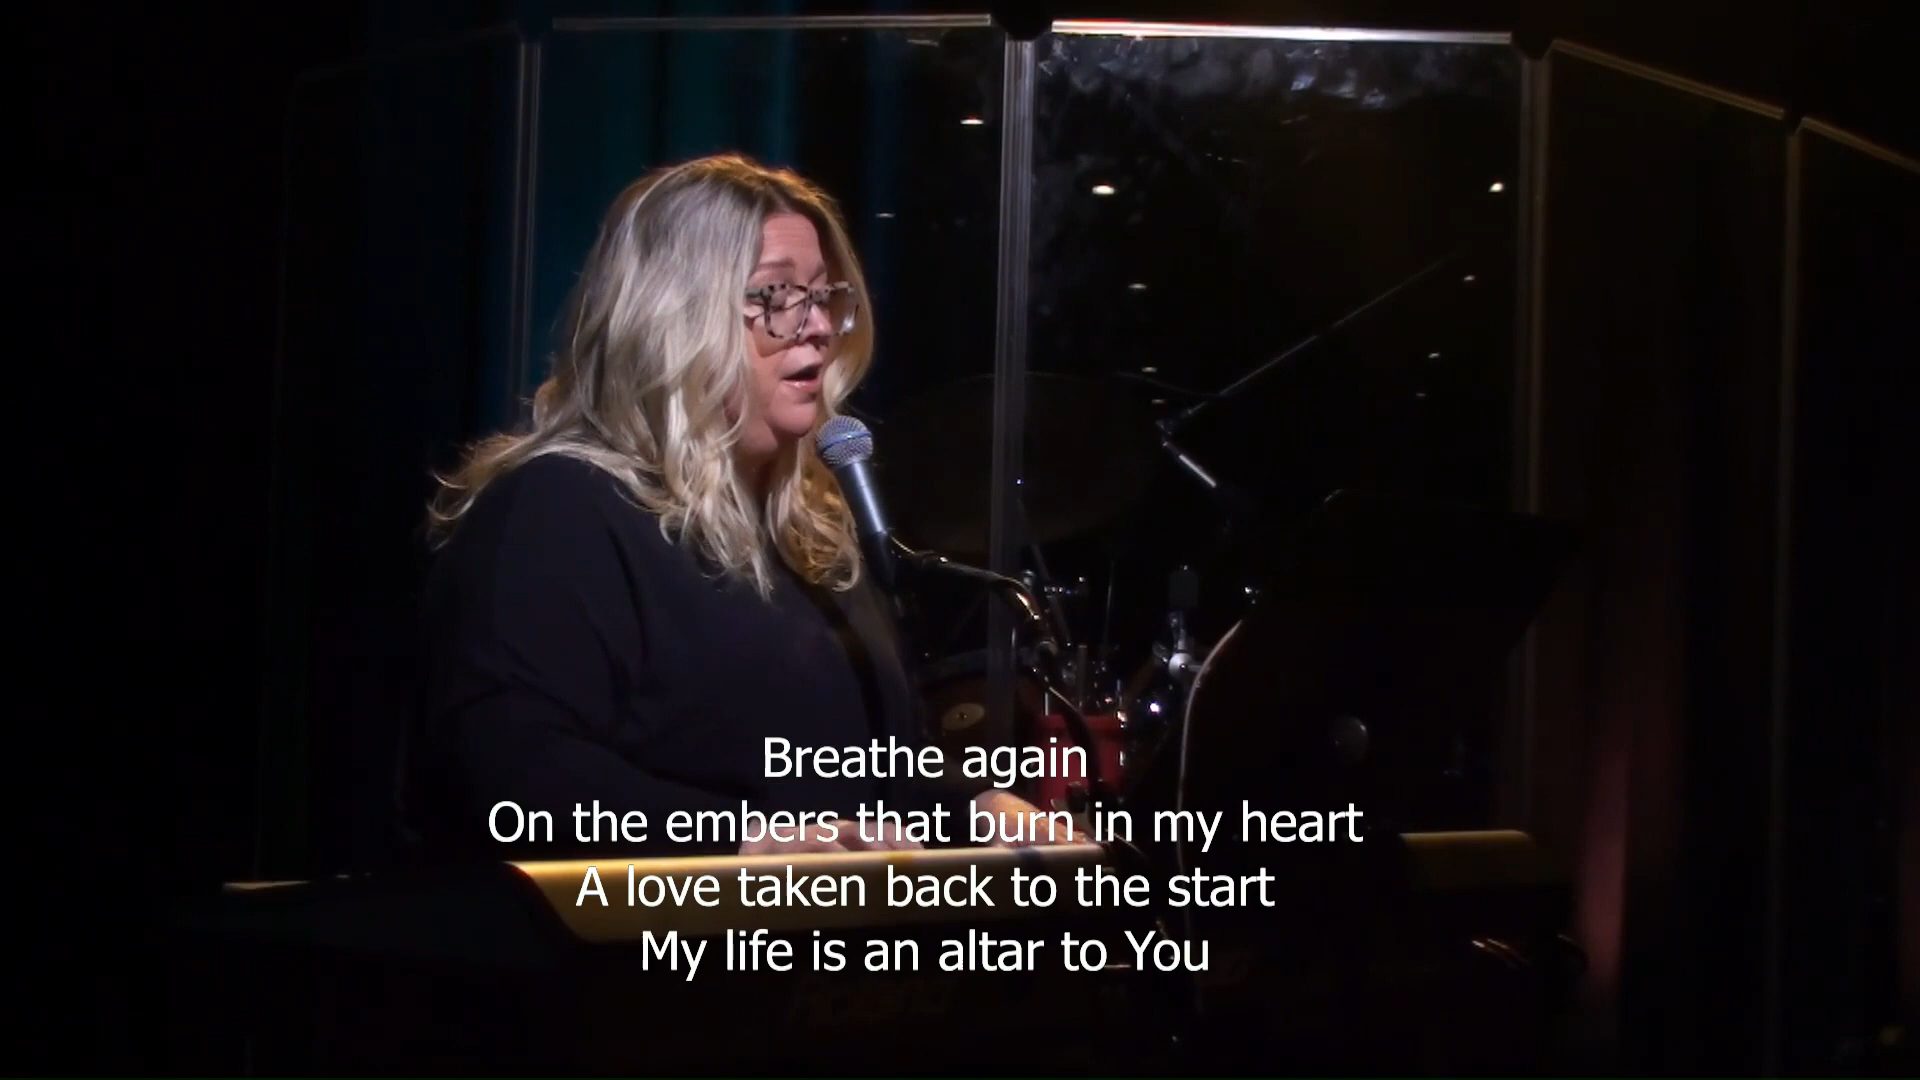 Breathe again
On the embers that burn in my heart
A love taken back to the start
My life is an altar to You